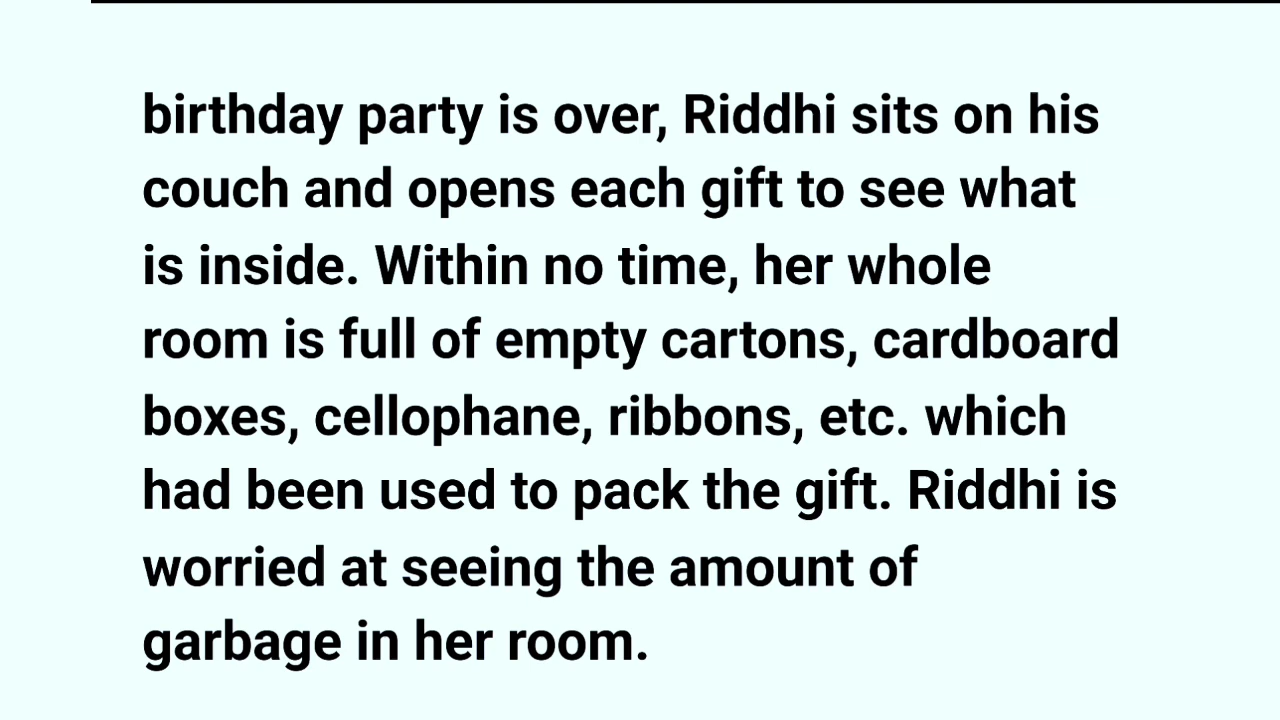 birthday party is over, Riddhi sits on his
couch and opens each gift to see what
is inside. Within no time, her whole
room is full of empty cartons, cardboard
boxes, cellophane, ribbons, etc. which
had been used to pack the gift. Riddhi is
worried at seeing the amount of
garbage in her room.